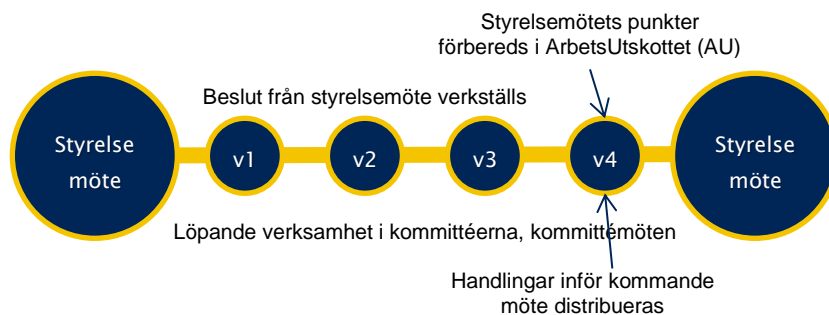 Styrelsemötets punkter
förbereds i ArbetsUtskottet (AU)
Beslut från styrelsemöte verkställs
Styrelse
möte
v1
v2
v3
v4
Styrelse
möte
Löpande verksamhet i kommittéerna, kommittémöten
Handlingar inför kommande
möte distribueras